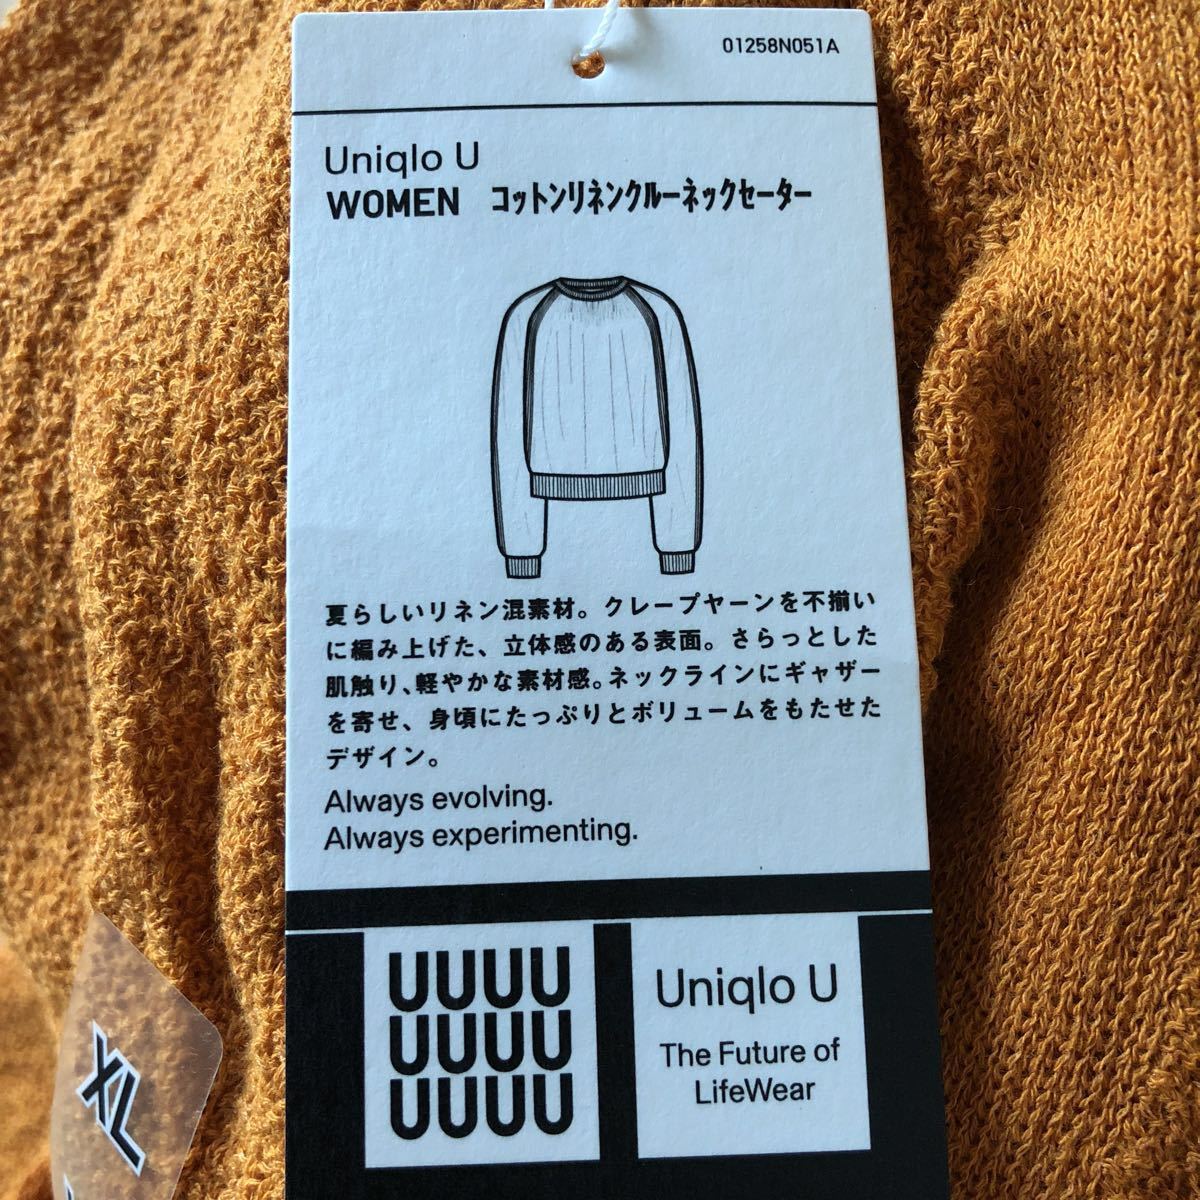 01258N051A
Uniqlo U
WOMEN コットンリネンクルーネックセーター
夏らしいリネン混素材。クレープヤーンを不揃い
に編み上げた、立体感のある表面。さらっとした
肌触り、軽やかな素材感。ネックラインにギャザー
を寄せ、身頃にたっぷりとボリュームをもたせた
デザイン。
Always evolving.
Always experimenting.
UUUU
UUUU
UUUU
Uniqlo U
The Future of
LifeWear
XL